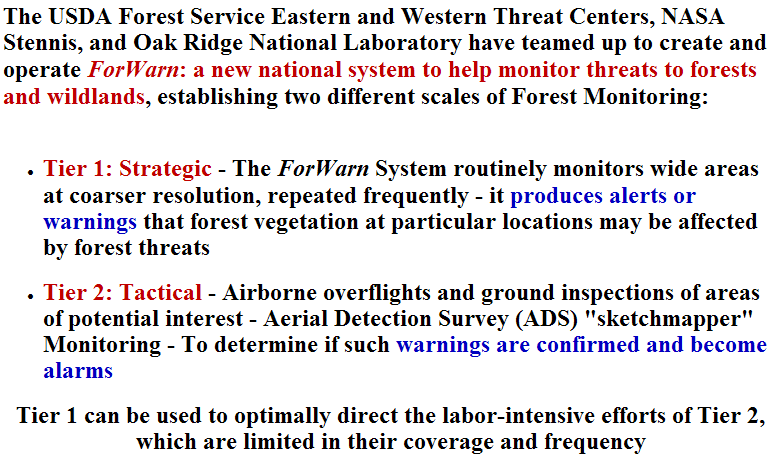 The USDA Forest Service Eastern and Western Threat Centers, NASA
Stennis, and Oak Ridge National Laboratory have teamed up to create and
operate ForWarn: a new national system to help monitor threats to forests
and wildlands, establishing two different scales of Forest Monitoring:
• Tier 1: Strategic - The ForWarn System routinely monitors wide areas
at coarser resolution, repeated frequently - it produces alerts or
warnings that forest vegetation at particular locations may be affected
by forest threats
• Tier 2: Tactical - Airborne overflights and ground inspections of areas
of potential interest - Aerial Detection Survey (ADS) "sketchmapper"
Monitoring - To determine if such warnings are confirmed and become
alarms
Tier 1 can be used to optimally direct the labor-intensive efforts of Tier 2,
which are limited in their coverage and frequency